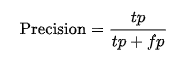 Precision = tp / (tp + fp)